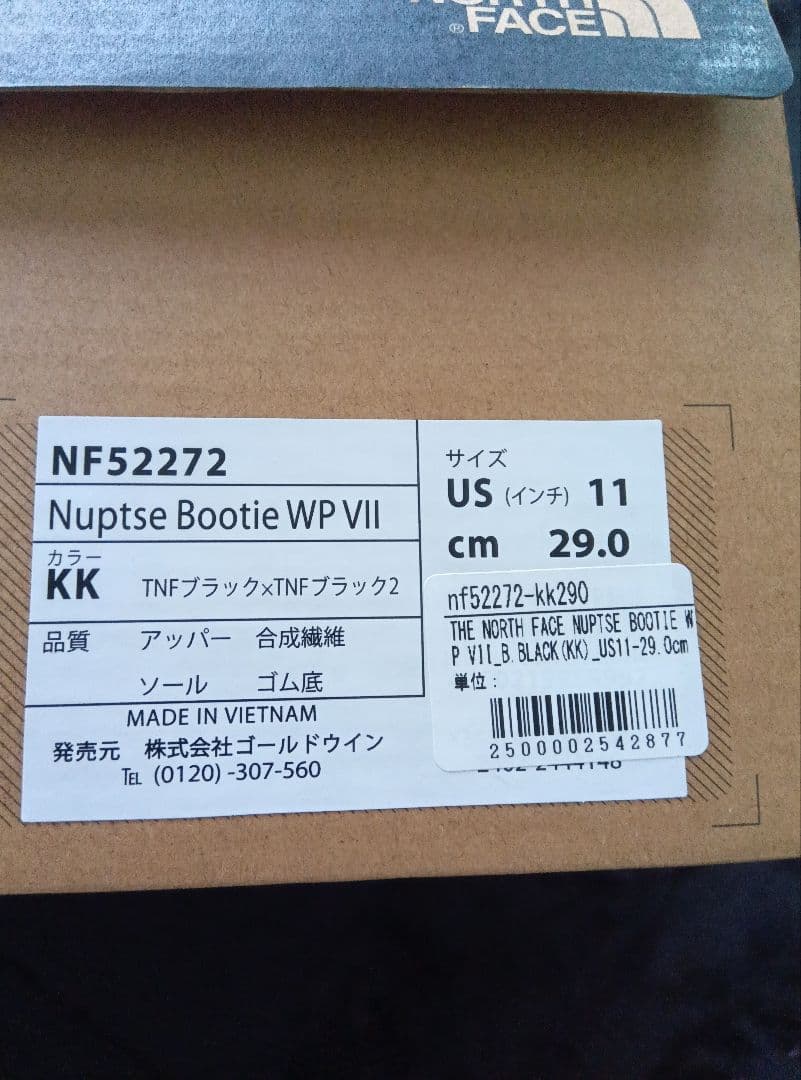 FACE
NF52272
Nuptse Bootie WP VII
カラー
KK TNFブラック×TNFブラック2
品質 アッパー 合成繊維
ソール ゴム底
MADE IN VIETNAM
発売元 株式会社ゴールドウイン
TEL (0120) -307-560
サイズ
US (インチ) 11
cm 29.0
nf52272-kk290
THE NORTH FACE NUPTSE BOOTIE W
P VII_B.BLACK(KK)_US11-29.0cm
単位:
2500002542877